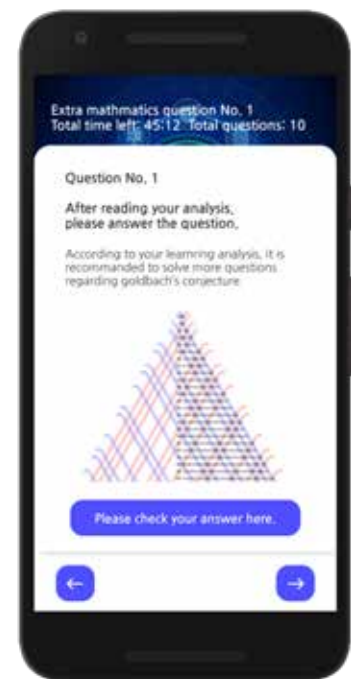 Extra mathmatics question No. 1
Total time left: 45:12 Total questions: 10
Question No. 1
After reading your analysis,
please answer the question.
According to your learnring analysis, it is
recommanded to solve more questions
regarding goldbach's conjecture
Please check your answer here.